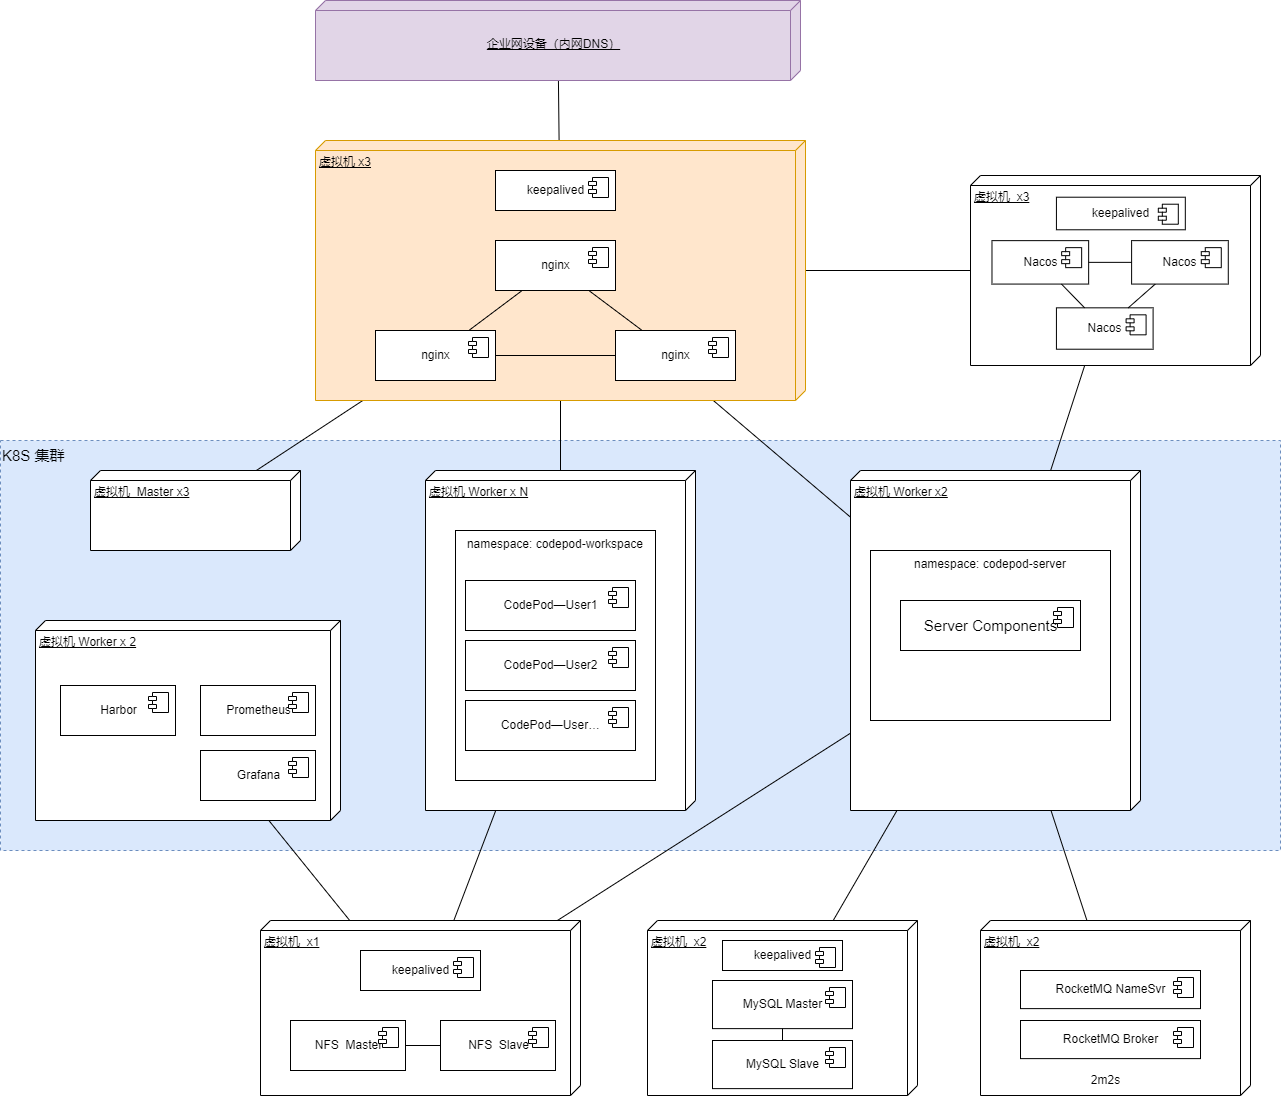 企业网设备（内网DNS）
虚拟机 x3
keepalived
nginx
nginx
nginx
虚拟机  x3
keepalived
Nacos
Nacos
Nacos
K8S 集群
虚拟机  Master x3
虚拟机 Worker x N
namespace: codepod-workspace
CodePod—User1
CodePod—User2
CodePod—User...
虚拟机 Worker x2
namespace: codepod-server
Server Components
虚拟机 Worker x 2
Harbor
Prometheus
Grafana
虚拟机  x1
keepalived
NFS  Master
NFS  Slave
虚拟机  x2
keepalived
MySQL Master
MySQL Slave
虚拟机  x2
RocketMQ NameSvr
RocketMQ Broker
2m2s